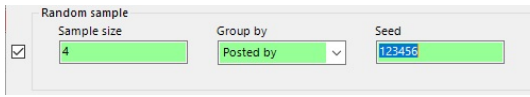 Random sample
Sample size Group by Seed
4 Posted by 123456